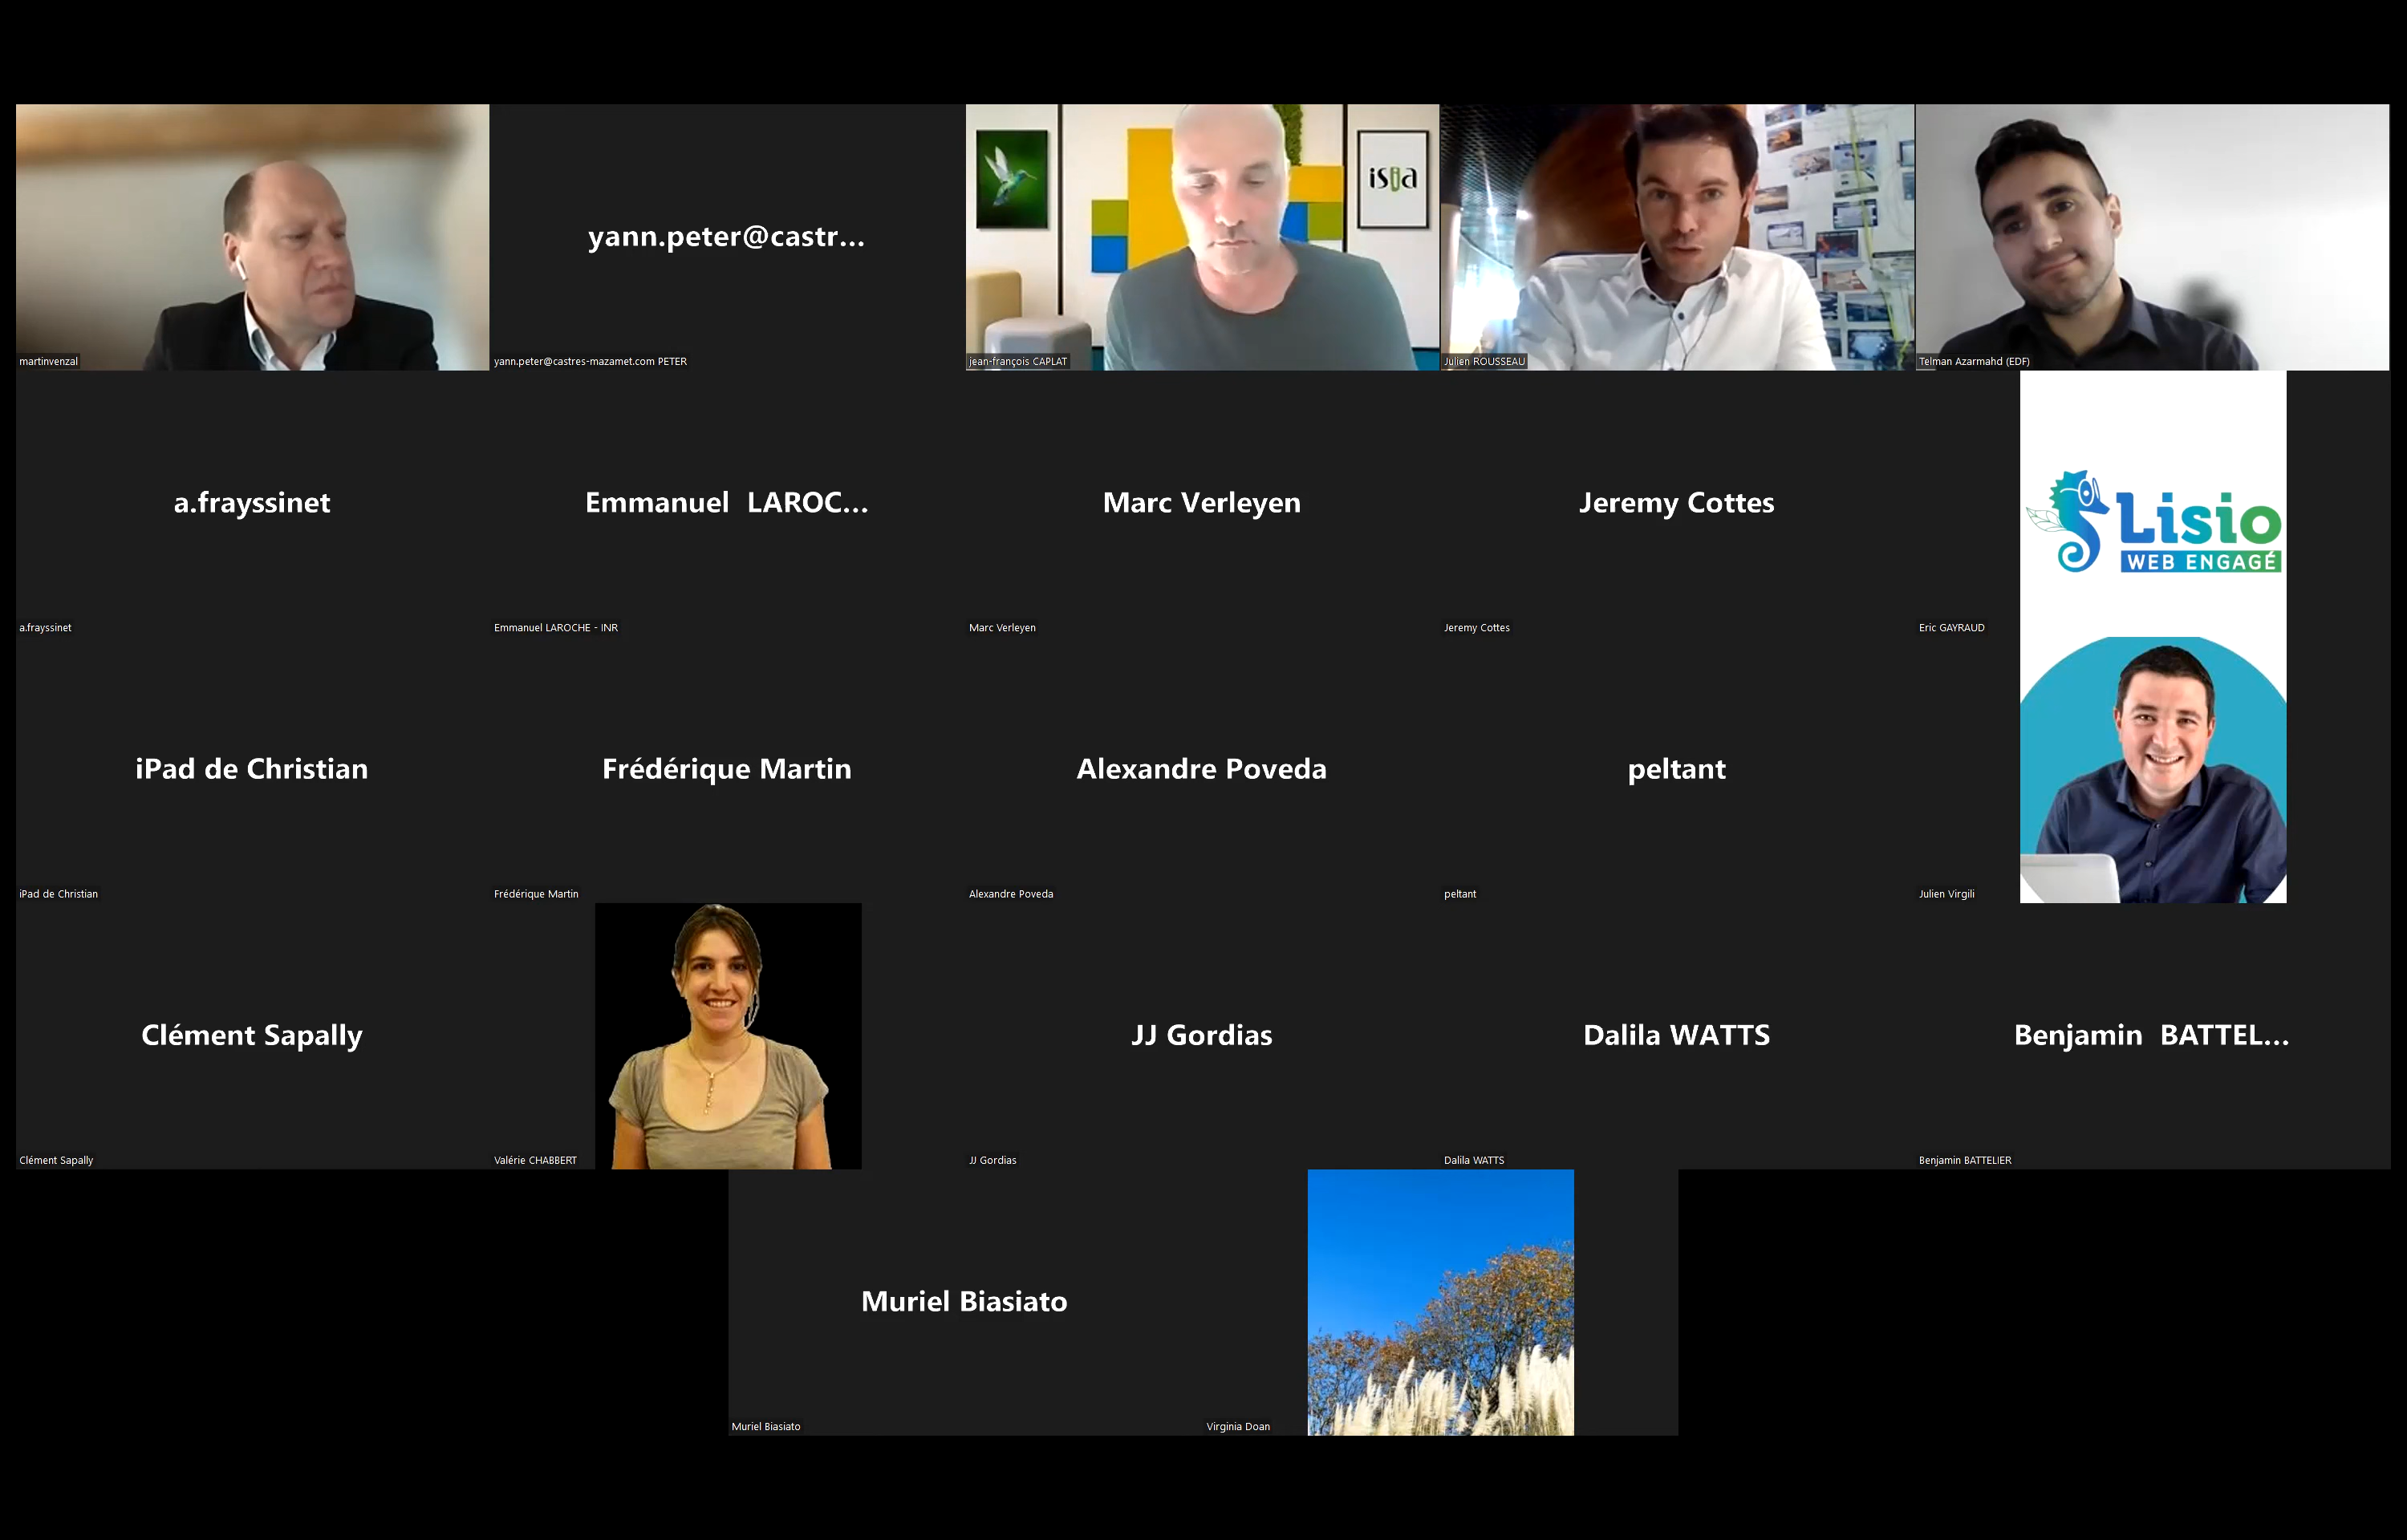 yann.peter@castr...
isia
martinvenzal
yann.peter@castres-mazamet.com PETER
jean-françois CAPLAT
Julien ROUSSEAU
Telman Azarmahd (EDF)
a.frayssinet
Emmanuel LAROC...
Marc Verleyen
Jeremy Cottes
Lisio
WEB ENGAGÉ
a.frayssinet
Emmanuel LAROCHE - INR
Marc Verleyen
Jeremy Cottes
Eric GAYRAUD
iPad de Christian
Frédérique Martin
Alexandre Poveda
peltant
iPad de Christian
Frédérique Martin
Alexandre Poveda
peltant
Julien Virgili
Clément Sapally
JJ Gordias
Dalila WATTS
Benjamin BATTEL...
Clément Sapally
Valérie CHABBERT
JJ Gordias
Dalila WATTS
Benjamin BATTELIER
Muriel Biasiato
Muriel Biasiato
Virginia Doan